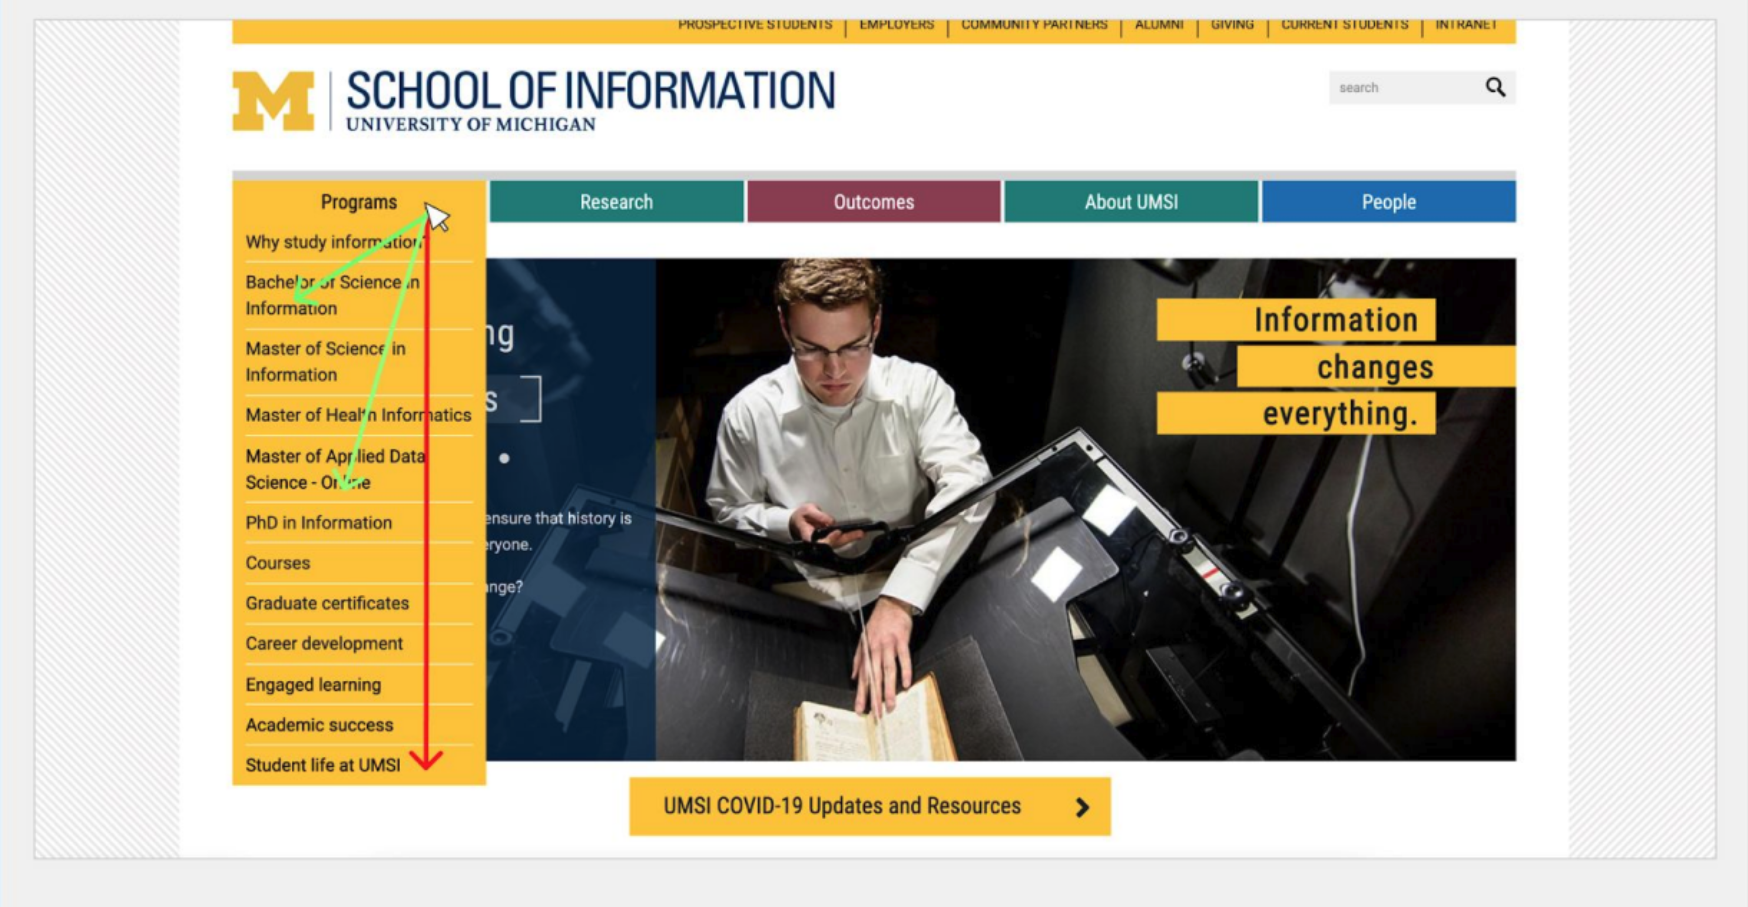 PROSPECTIVE STUDENTS | EMPLOYERS | COMMUNITY PARTNERS | ALUMNI | GIVING | CURRENT STUDENTS | INTRANET
M SCHOOL OF INFORMATION
UNIVERSITY OF MICHIGAN
search
Programs Research Outcomes About UMSI People
Why study information?
Bachelor of Science in
Information
Master of Science in
Information
Master of Health Informatics
Master of Applied Data
Science - Online
PhD in Information
Courses
Graduate certificates
Career development
Engaged learning
Academic success
Student life at UMSI
ng
s
ensure that history is
eryone.
ange?
Information
changes
everything.
UMSI COVID-19 Updates and Resources